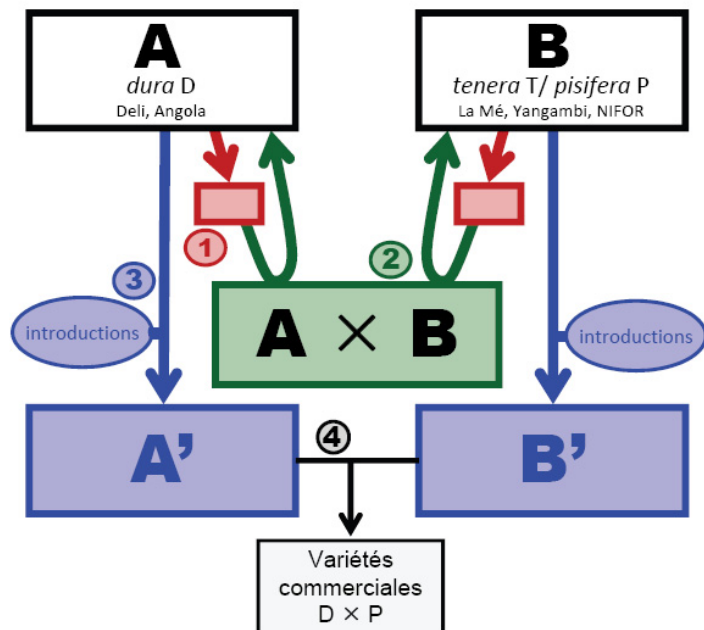 A
dura D
Deli, Angola
B
tenera T/ pisifera P
La Mé, Yangambi, NIFOR
1
2
3
A × B
introductions
introductions
4
A’
B’
Variétés
commerciales
D × P